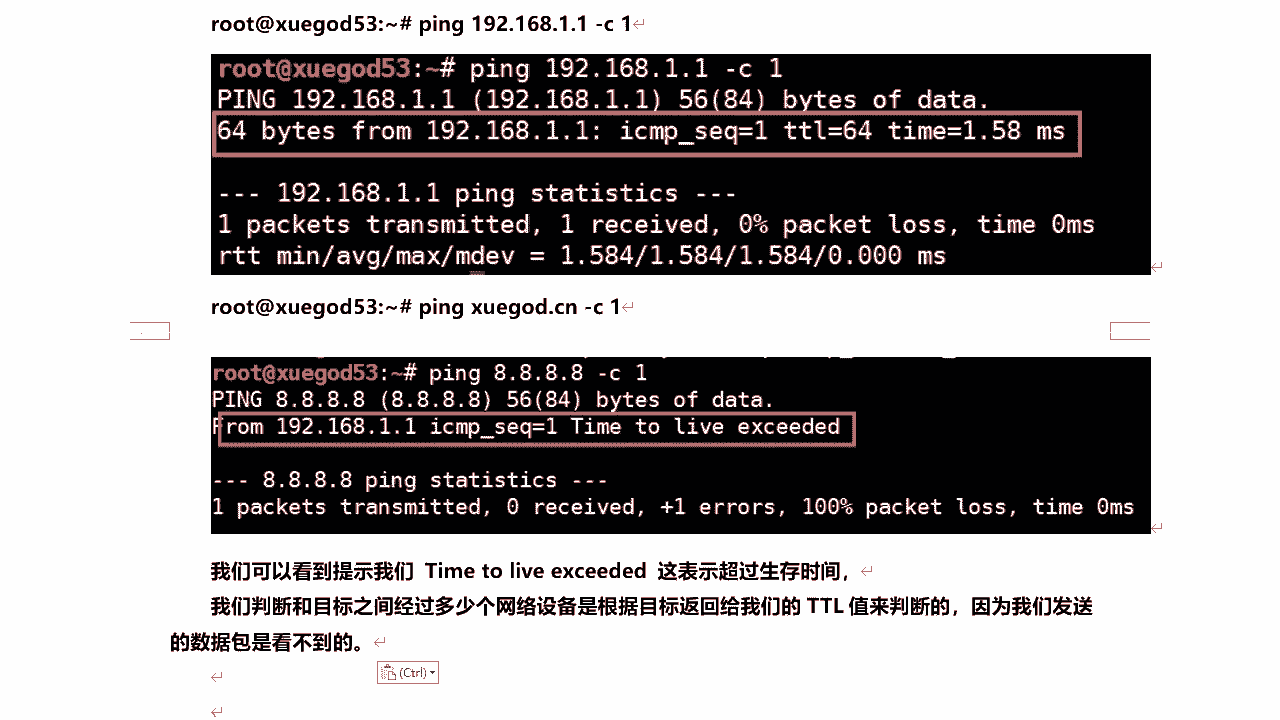 root@xuegod53:~# ping 192.168.1.1 -c 1
root@xuegod53:~# ping 192.168.1.1 -c 1
PING 192.168.1.1 (192.168.1.1) 56(84) bytes of data.
64 bytes from 192.168.1.1: icmp_seq=1 ttl=64 time=1.58 ms
--- 192.168.1.1 ping statistics ---
1 packets transmitted, 1 received, 0% packet loss, time 0ms
rtt min/avg/max/mdev = 1.584/1.584/1.584/0.000 ms
root@xuegod53:~# ping xuegod.cn -c 1
root@xuegod53:~# ping 8.8.8.8 -c 1
PING 8.8.8.8 (8.8.8.8) 56(84) bytes of data.
From 192.168.1.1 icmp_seq=1 Time to live exceeded
--- 8.8.8.8 ping statistics ---
1 packets transmitted, 0 received, +1 errors, 100% packet loss, time 0ms
我们可以看到提示我们 Time to live exceeded 这表示超过生存时间，
我们判断和目标之间经过多少个网络设备是根据目标返回给我们的 TTL 值来判断的，因为我们发送
的数据包是看不到的。
(Ctrl)